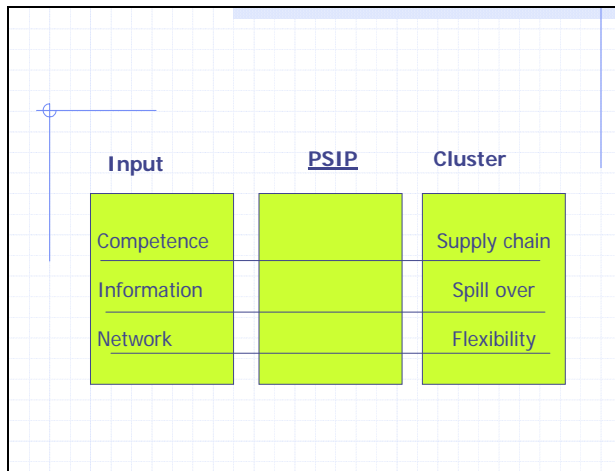 Input PSIP Cluster
Competence Supply chain
Information Spill over
Network Flexibility